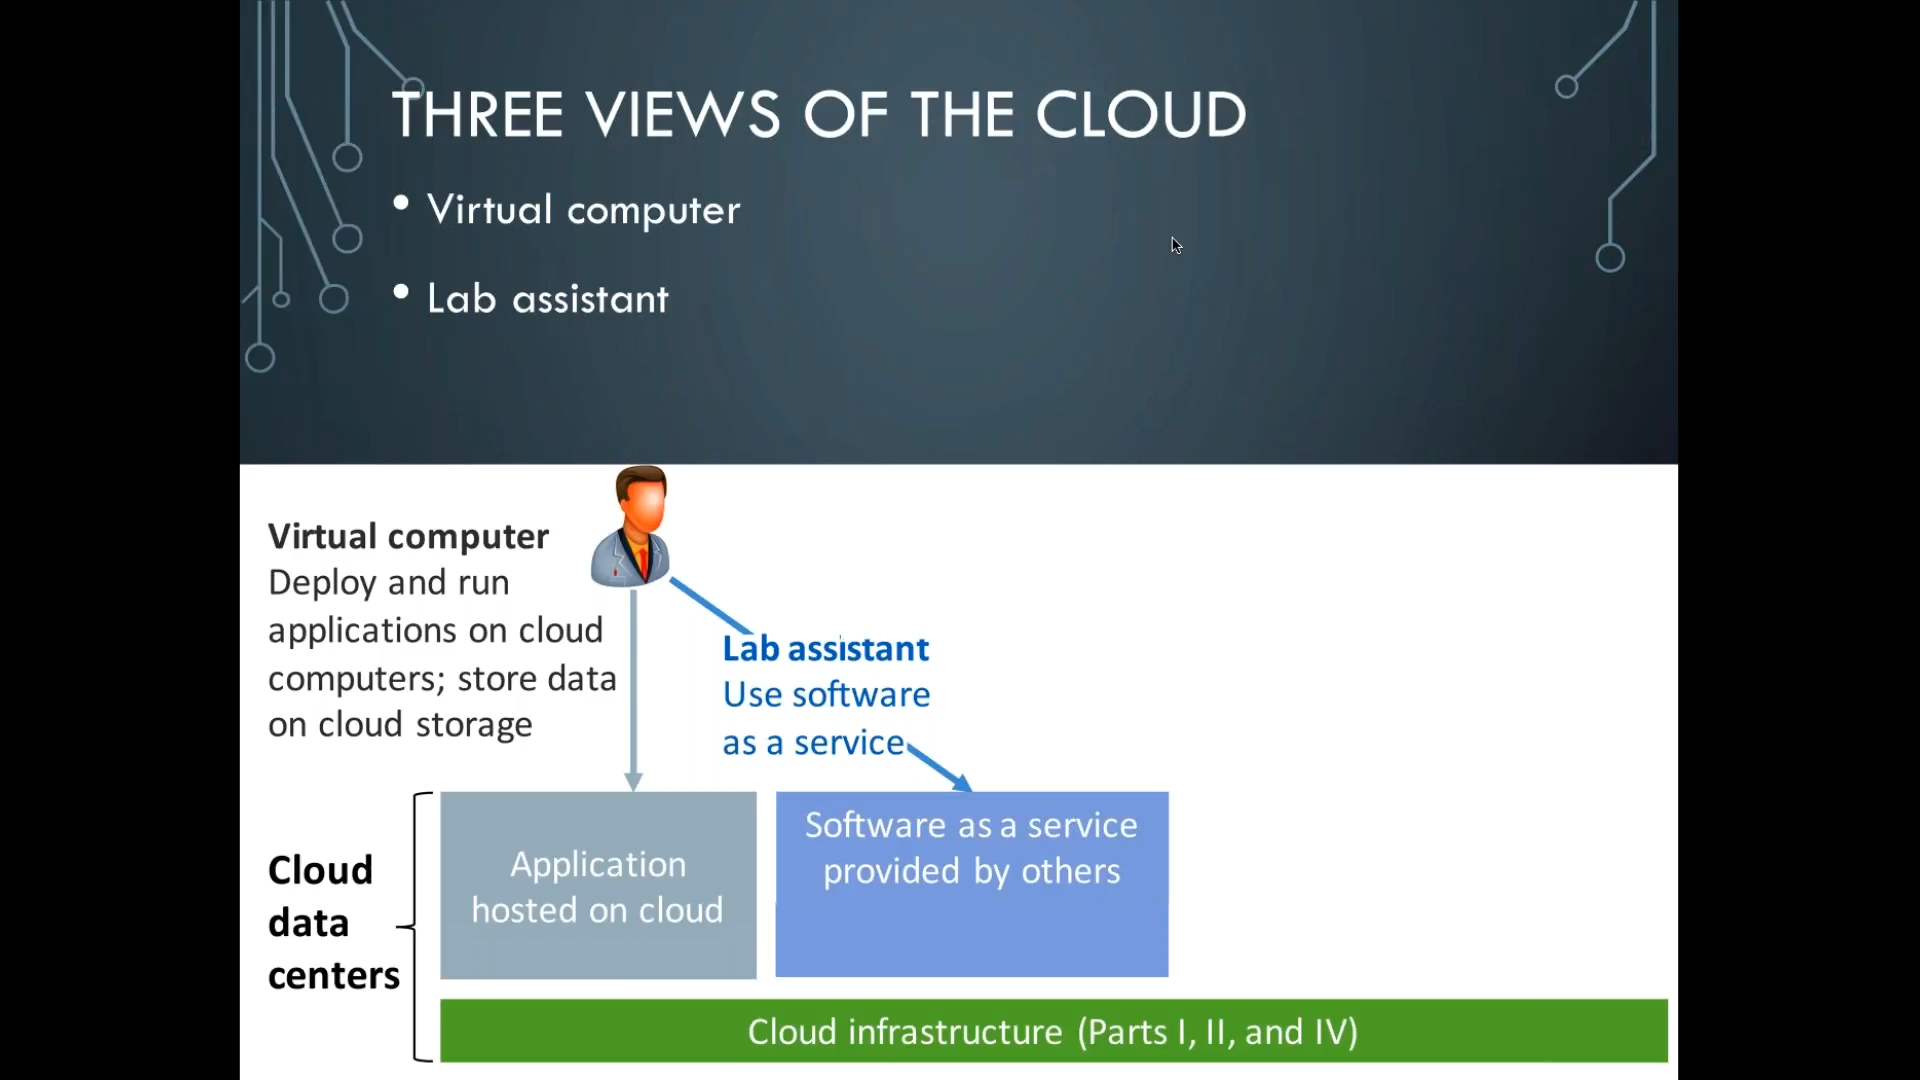 THREE VIEWS OF THE CLOUD
• Virtual computer
• Lab assistant
Virtual computer
Deploy and run
applications on cloud
computers; store data
on cloud storage
Lab assistant
Use software
as a service
Cloud
data
centers
Application
hosted on cloud
Software as a service
provided by others
Cloud infrastructure (Parts I, II, and IV)